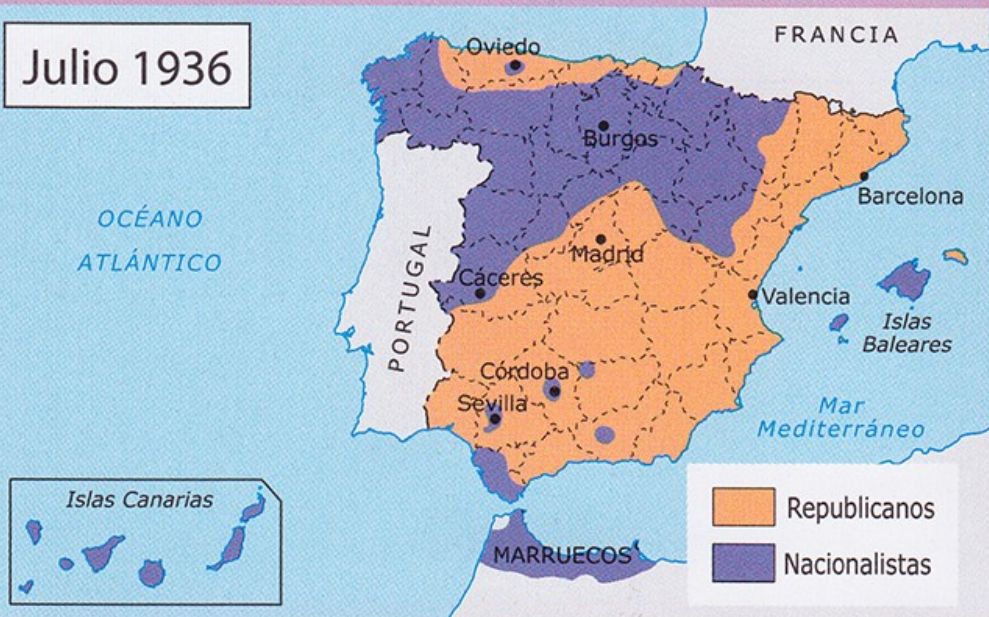 Julio 1936
FRANCIA
Oviedo
Burgos
Barcelona
OCÉANO
ATLÁNTICO
PORTUGAL
Madrid
Cáceres
Valencia
Islas
Baleares
Córdoba
Sevilla
Mar
Mediterráneo
Islas Canarias
MARRUECOS
Republicanos
Nacionalistas